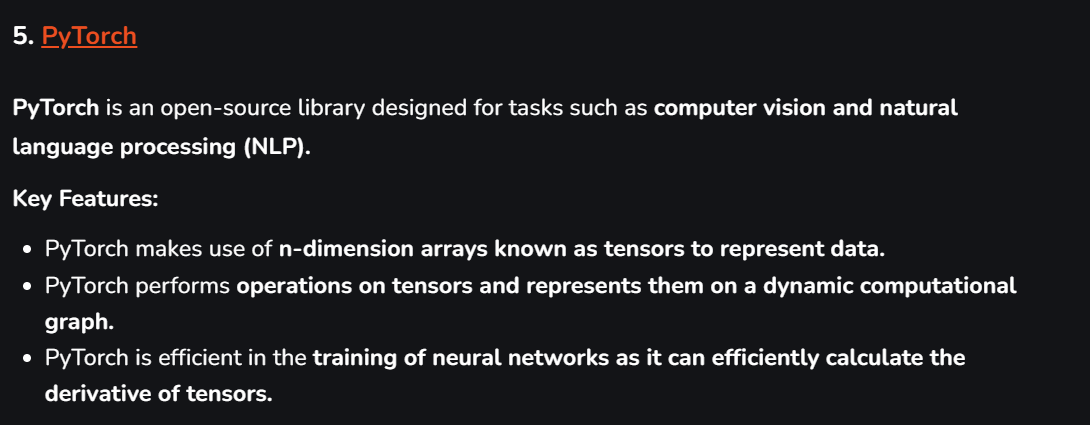 5. PyTorch
PyTorch is an open-source library designed for tasks such as computer vision and natural
language processing (NLP).
Key Features:
• PyTorch makes use of n-dimension arrays known as tensors to represent data.
• PyTorch performs operations on tensors and represents them on a dynamic computational
graph.
• PyTorch is efficient in the training of neural networks as it can efficiently calculate the
derivative of tensors.